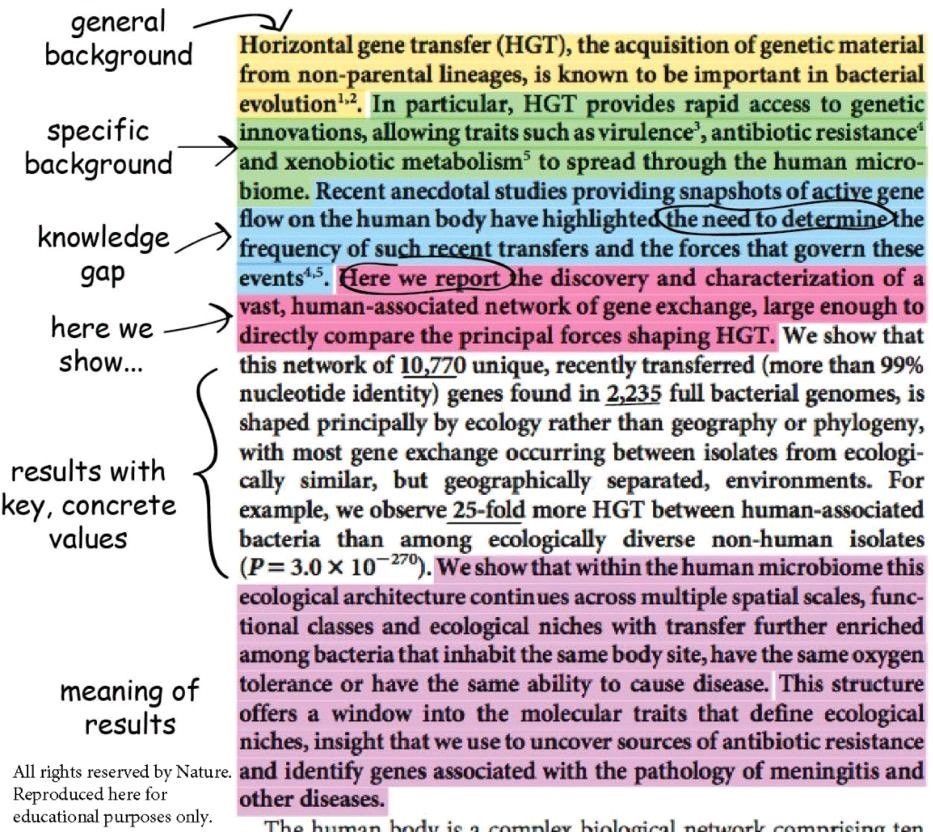 general
background
specific
background
knowledge
gap
here we
show...
results with
key, concrete
values
meaning of
results
All rights reserved by Nature.
Reproduced here for
educational purposes only.
Horizontal gene transfer (HGT), the acquisition of genetic material
from non-parental lineages, is known to be important in bacterial
evolution¹,². In particular, HGT provides rapid access to genetic
innovations, allowing traits such as virulence³, antibiotic resistance⁴
and xenobiotic metabolism⁵ to spread through the human micro-
biome. Recent anecdotal studies providing snapshots of active gene
flow on the human body have highlighted the need to determine the
frequency of such recent transfers and the forces that govern these
events⁴,⁵. Here we report the discovery and characterization of a
vast, human-associated network of gene exchange, large enough to
directly compare the principal forces shaping HGT. We show that
this network of 10,770 unique, recently transferred (more than 99%
nucleotide identity) genes found in 2,235 full bacterial genomes, is
shaped principally by ecology rather than geography or phylogeny,
with most gene exchange occurring between isolates from ecologi-
cally similar, but geographically separated, environments. For
example, we observe 25-fold more HGT between human-associated
bacteria than among ecologically diverse non-human isolates
(P = 3.0 × 10⁻²⁷⁰). We show that within the human microbiome this
ecological architecture continues across multiple spatial scales, func-
tional classes and ecological niches with transfer further enriched
among bacteria that inhabit the same body site, have the same oxygen
tolerance or have the same ability to cause disease. This structure
offers a window into the molecular traits that define ecological
niches, insight that we use to uncover sources of antibiotic resistance
and identify genes associated with the pathology of meningitis and
other diseases.
The human body is a complex biological network comprising ten